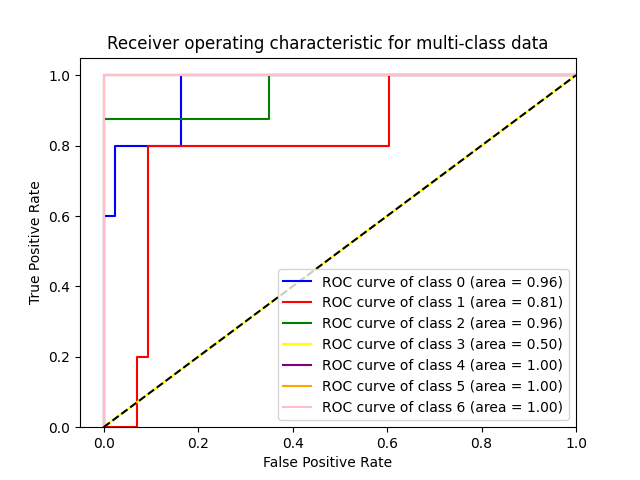 Receiver operating characteristic for multi-class data
True Positive Rate
1.0
0.8
0.6
0.4
0.2
0.0
ROC curve of class 0 (area = 0.96)
ROC curve of class 1 (area = 0.81)
ROC curve of class 2 (area = 0.96)
ROC curve of class 3 (area = 0.50)
ROC curve of class 4 (area = 1.00)
ROC curve of class 5 (area = 1.00)
ROC curve of class 6 (area = 1.00)
0.0 0.2 0.4 0.6 0.8 1.0
False Positive Rate